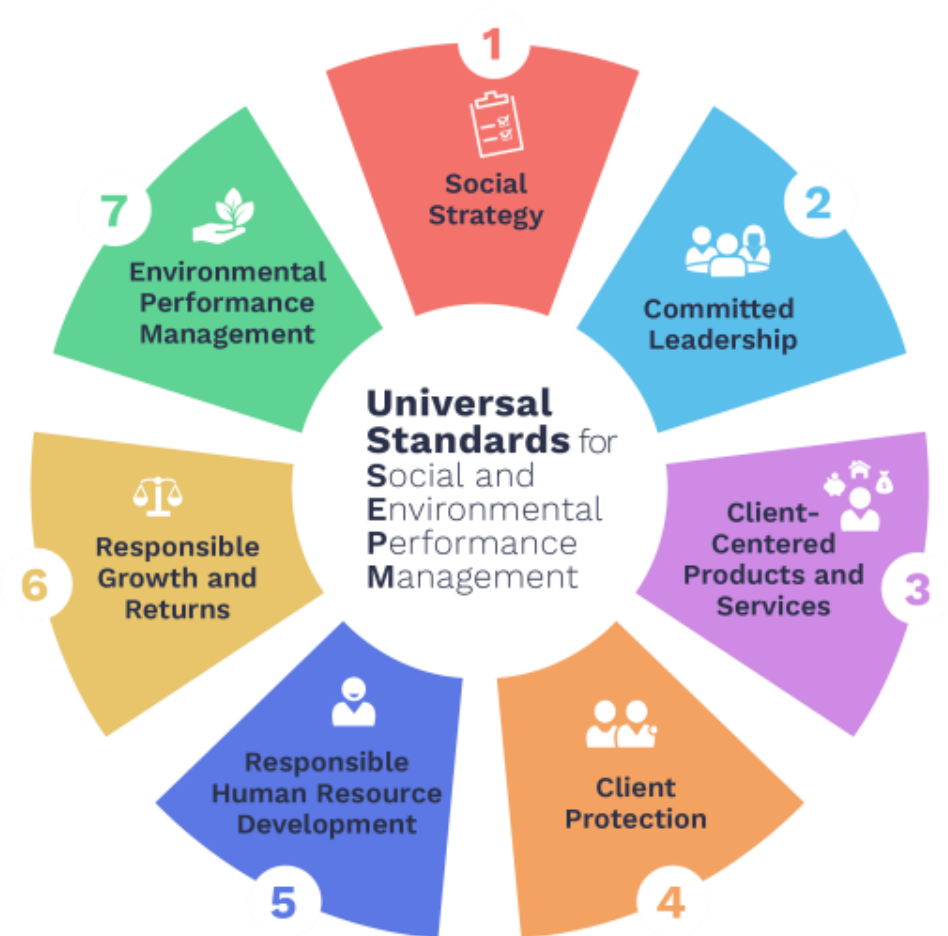 1
Social
Strategy
2
Committed
Leadership
3
Client-
Centered
Products and
Services
4
Client
Protection
5
Responsible
Human Resource
Development
6
Responsible
Growth and
Returns
7
Environmental
Performance
Management
Universal
Standards for
Social and
Environmental
Performance
Management